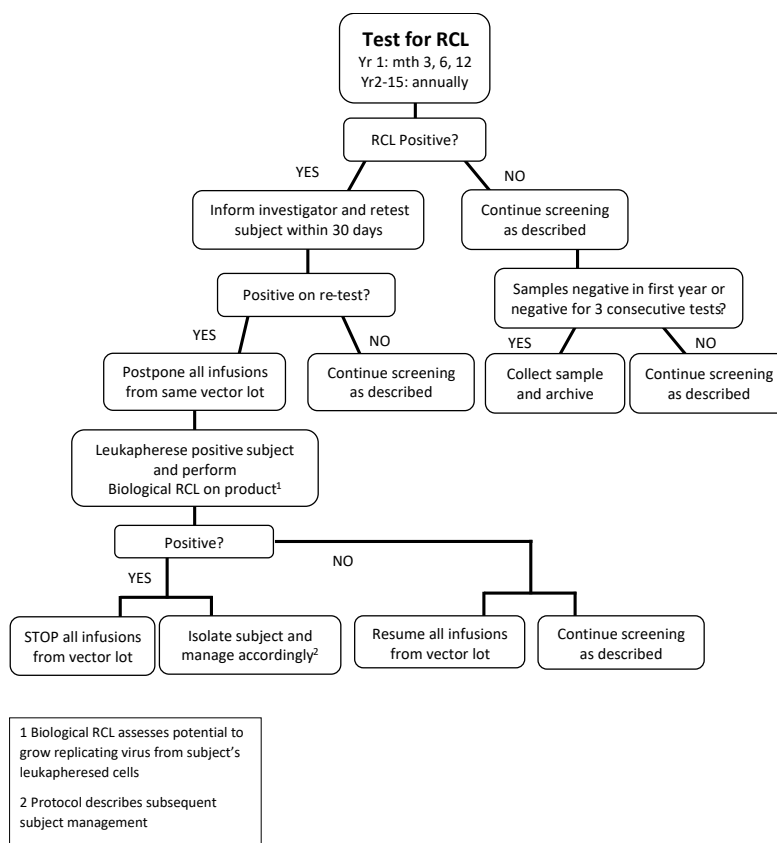 Test for RCL
Yr 1: mth 3, 6, 12
Yr2-15: annually
RCL Positive?
YES
NO
Inform investigator and retest
subject within 30 days
Continue screening
as described
Positive on re-test?
Samples negative in first year or
negative for 3 consecutive tests?
YES
NO
YES
NO
Postpone all infusions
from same vector lot
Continue screening
as described
Collect sample
and archive
Continue screening
as described
Leukapherese positive subject
and perform
Biological RCL on product1
Positive?
YES
NO
STOP all infusions
from vector lot
Isolate subject and
manage accordingly2
Resume all infusions
from vector lot
Continue screening
as described
1 Biological RCL assesses potential to
grow replicating virus from subject's
leukapheresed cells
2 Protocol describes subsequent
subject management